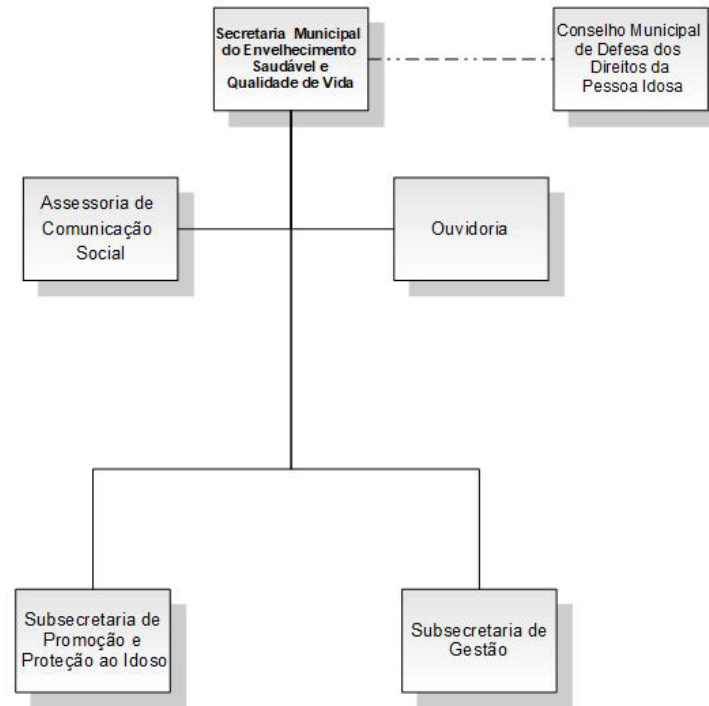 Secretaria Municipal
do Envelhecimento
Saudável e
Qualidade de Vida
Conselho Municipal
de Defesa dos
Direitos da
Pessoa Idosa
Assessoria de
Comunicação
Social
Ouvidoria
Subsecretaria de
Promoção e
Proteção ao Idoso
Subsecretaria de
Gestão